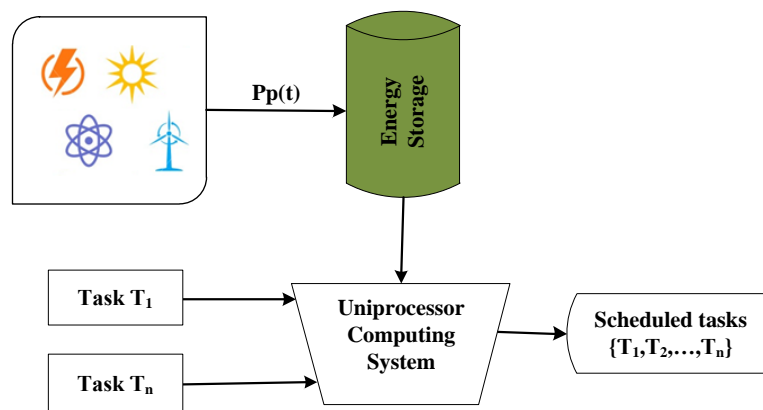 Pp(t)
Energy
Storage
Task T₁
Uniprocessor
Computing
System
Scheduled tasks
{T₁,T₂,...,Tₙ}
Task Tₙ